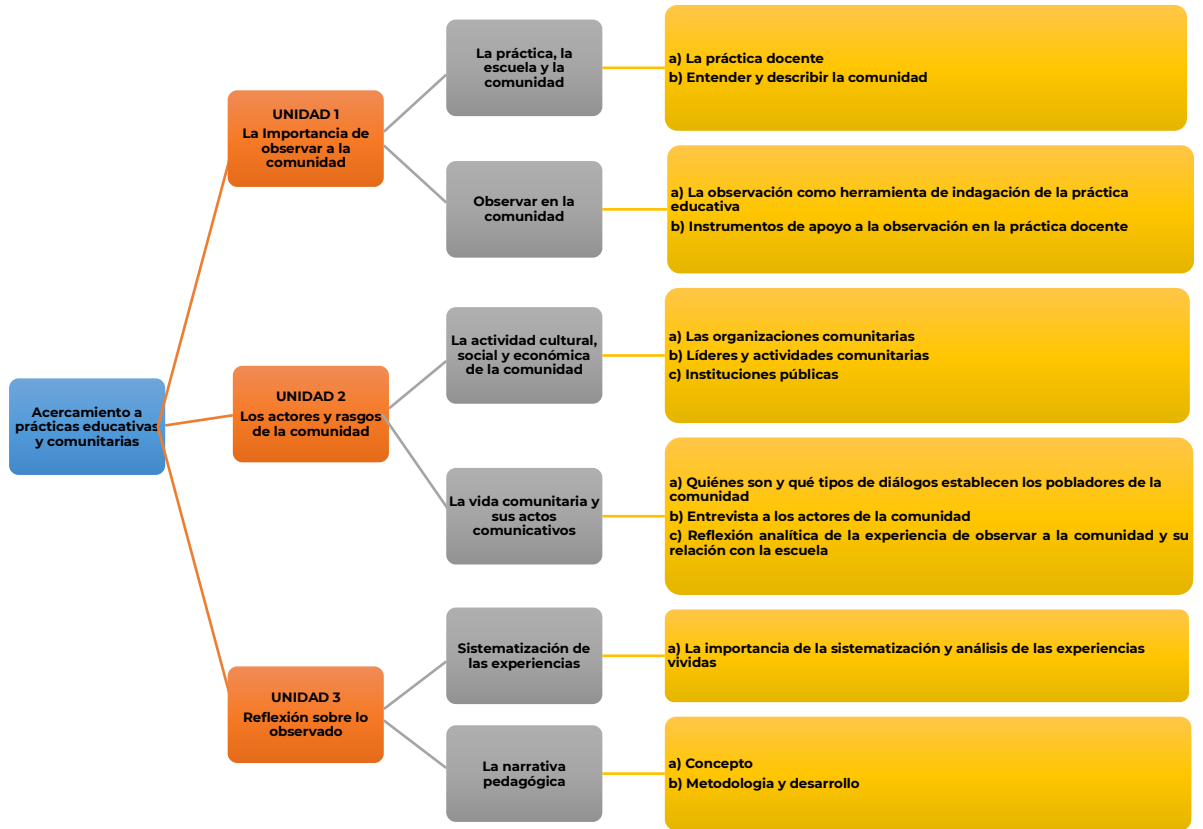 Acercamiento a
prácticas educativas
y comunitarias
UNIDAD 1
La Importancia de
observar a la
comunidad
La práctica, la
escuela y la
comunidad
a) La práctica docente
b) Entender y describir la comunidad
Observar en la
comunidad
a) La observación como herramienta de indagación de la práctica
educativa
b) Instrumentos de apoyo a la observación en la práctica docente
UNIDAD 2
Los actores y rasgos
de la comunidad
La actividad cultural,
social y económica
de la comunidad
a) Las organizaciones comunitarias
b) Líderes y actividades comunitarias
c) Instituciones públicas
La vida comunitaria y
sus actos
comunicativos
a) Quiénes son y qué tipos de diálogos establecen los pobladores de la
comunidad
b) Entrevista a los actores de la comunidad
c) Reflexión analítica de la experiencia de observar a la comunidad y su
relación con la escuela
UNIDAD 3
Reflexión sobre lo
observado
Sistematización de
las experiencias
a) La importancia de la sistematización y análisis de las experiencias
vividas
La narrativa
pedagógica
a) Concepto
b) Metodologia y desarrollo